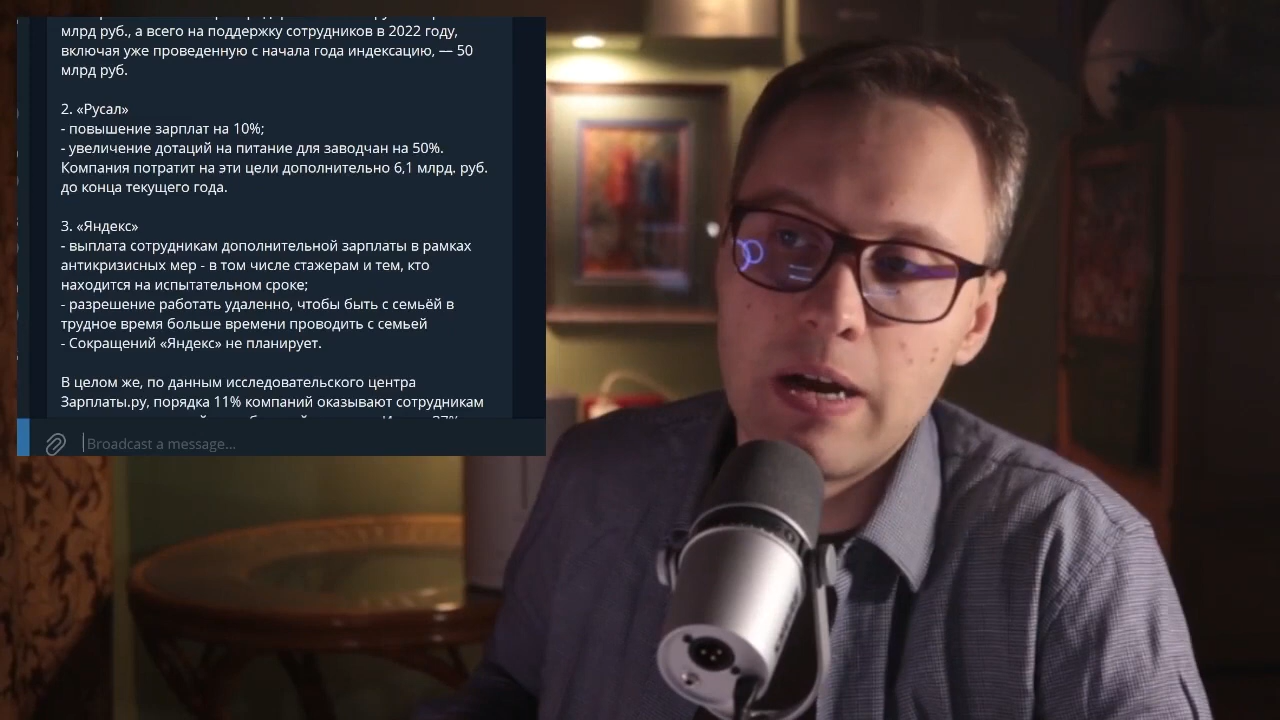 млрд руб., а всего на поддержку сотрудников в 2022 году,
включая уже проведенную с начала года индексацию, — 50
млрд руб.
2. «Русал»
- повышение зарплат на 10%;
- увеличение дотаций на питание для заводчан на 50%.
Компания потратит на эти цели дополнительно 6,1 млрд. руб.
до конца текущего года.
3. «Яндекс»
- выплата сотрудникам дополнительной зарплаты в рамках
антикризисных мер - в том числе стажерам и тем, кто
находится на испытательном сроке;
- разрешение работать удаленно, чтобы быть с семьёй в
трудное время больше времени проводить с семьей
- Сокращений «Яндекс» не планирует.
В целом же, по данным исследовательского центра
Зарплаты.ру, порядка 11% компаний оказывают сотрудникам
Broadcast a message...